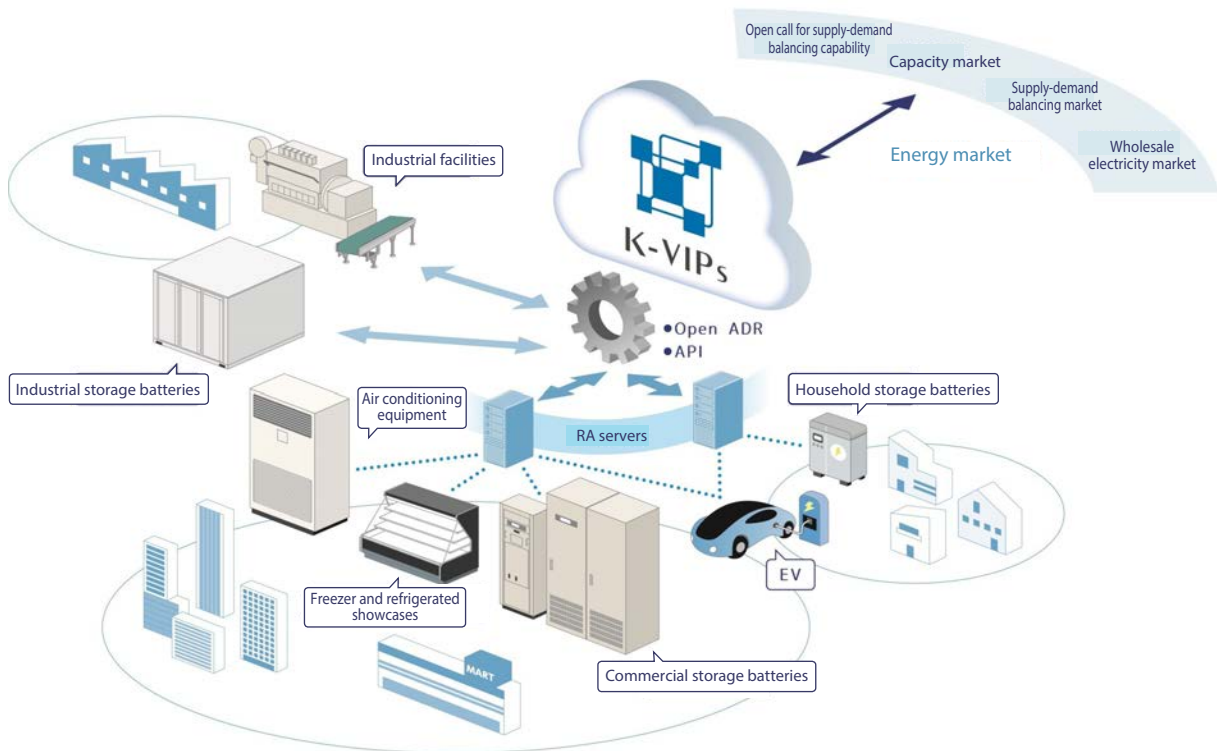 Open call for supply-demand
balancing capability
Capacity market
Supply-demand
balancing market
Wholesale
electricity market
Energy market
K-VIPs
Industrial facilities
Open ADR
API
Industrial storage batteries
Air conditioning
equipment
RA servers
Household storage batteries
EV
Freezer and refrigerated
showcases
MART
Commercial storage batteries